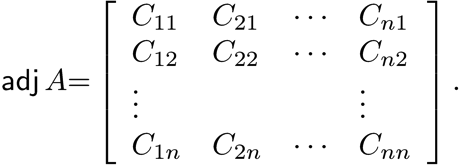 adj A= [ C₁₁ C₂₁ ⋯ Cₙ₁
C₁₂ C₂₂ ⋯ Cₙ₂
⋮ ⋮
C₁ₙ C₂ₙ ⋯ Cₙₙ ] .